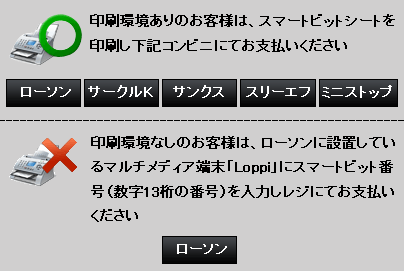 印刷環境ありのお客様は、スマートビットシートを
印刷し下記コンビニにてお支払いください
ローソン サークルK サンクス スリーエフ ミニストップ
印刷環境なしのお客様は、ローソンに設置してい
るマルチメディア端末「Loppi」にスマートビット番
号(数字13桁の番号)を入力しレジにてお支払い
ください
ローソン